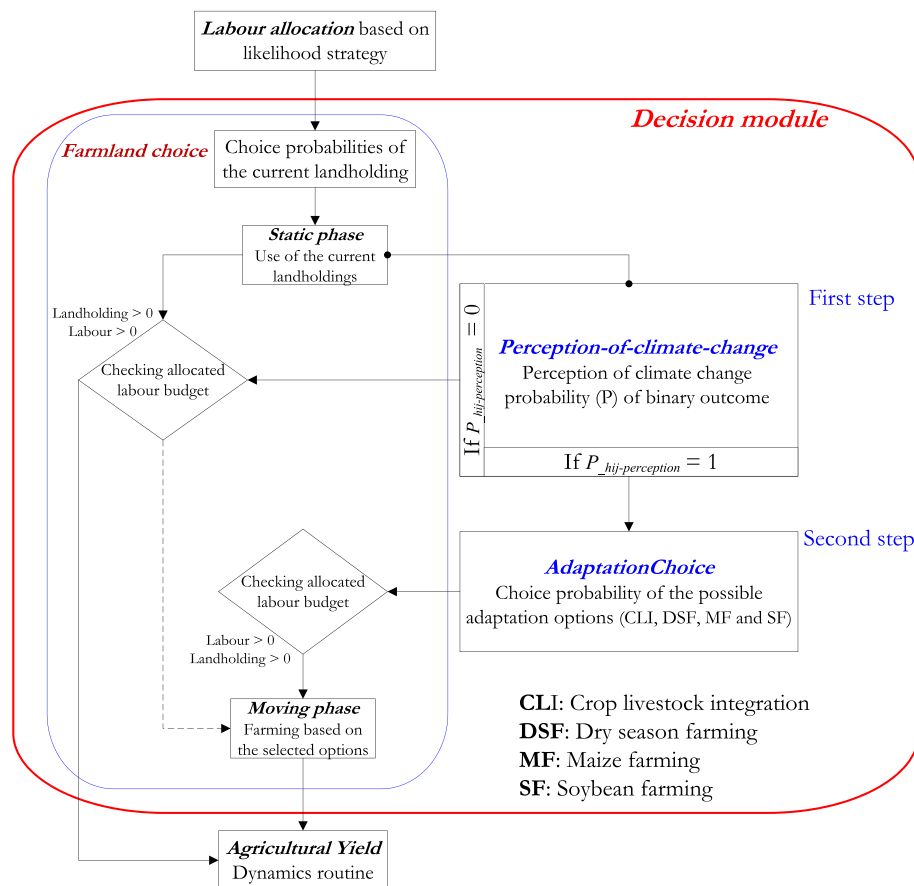 Labour allocation based on
likelihood strategy
Decision module
Farmland choice
Choice probabilities of
the current landholding
Static phase
Use of the current
landholdings
First step
Landholding > 0
Labour > 0
Checking allocated
labour budget
If P_hij-perception = 0
Perception-of-climate-change
Perception of climate change
probability (P) of binary outcome
If P_hij-perception = 1
Second step
AdaptationChoice
Choice probability of the possible
adaptation options (CLI, DSF, MF and SF)
Checking allocated
labour budget
Labour > 0
Landholding > 0
Moving phase
Farming based on
the selected options
CLI: Crop livestock integration
DSF: Dry season farming
MF: Maize farming
SF: Soybean farming
Agricultural Yield
Dynamics routine